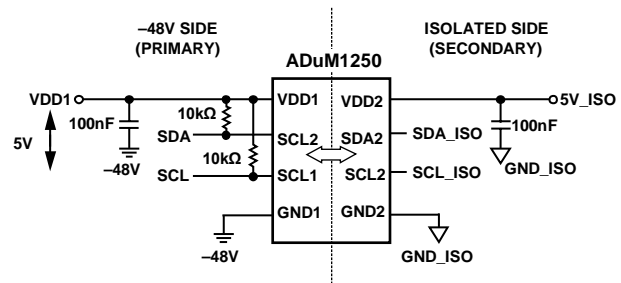 –48V SIDE
(PRIMARY)
ISOLATED SIDE
(SECONDARY)
ADuM1250
VDD1
5V
100nF
–48V
10kΩ
SDA
10kΩ
SCL
–48V
VDD1
SCL2
SCL1
GND1
VDD2
SDA2
SCL2
GND2
5V_ISO
100nF
SDA_ISO
GND_ISO
SCL_ISO
GND_ISO